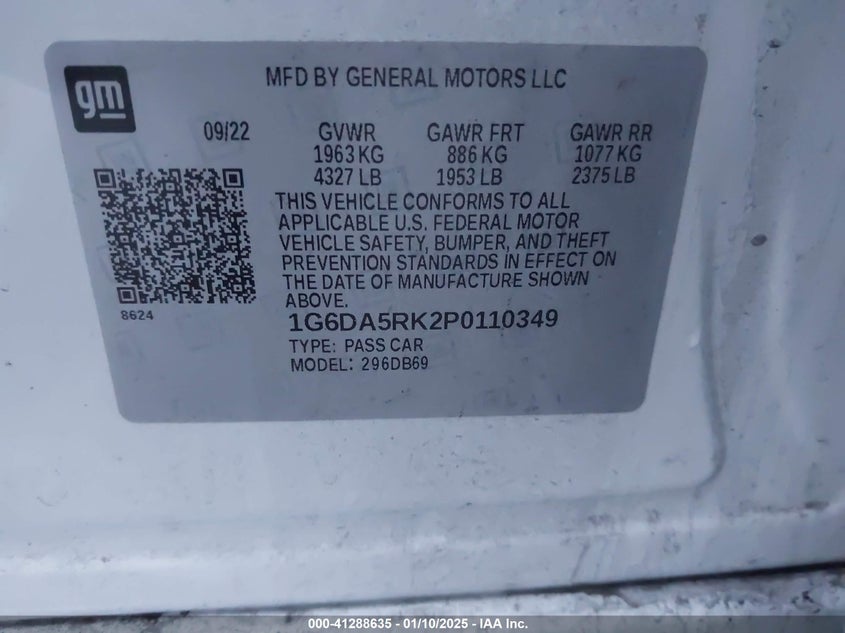 gm
MFD BY GENERAL MOTORS LLC
09/22 GVWR GAWR FRT GAWR RR
1963 KG 886 KG 1077 KG
4327 LB 1953 LB 2375 LB
THIS VEHICLE CONFORMS TO ALL
APPLICABLE U.S. FEDERAL MOTOR
VEHICLE SAFETY, BUMPER, AND THEFT
PREVENTION STANDARDS IN EFFECT ON
THE DATE OF MANUFACTURE SHOWN
ABOVE.
8624
1G6DA5RK2P0110349
TYPE: PASS CAR
MODEL: 296DB69
000-41288635 - 01/10/2025 - IAA Inc.